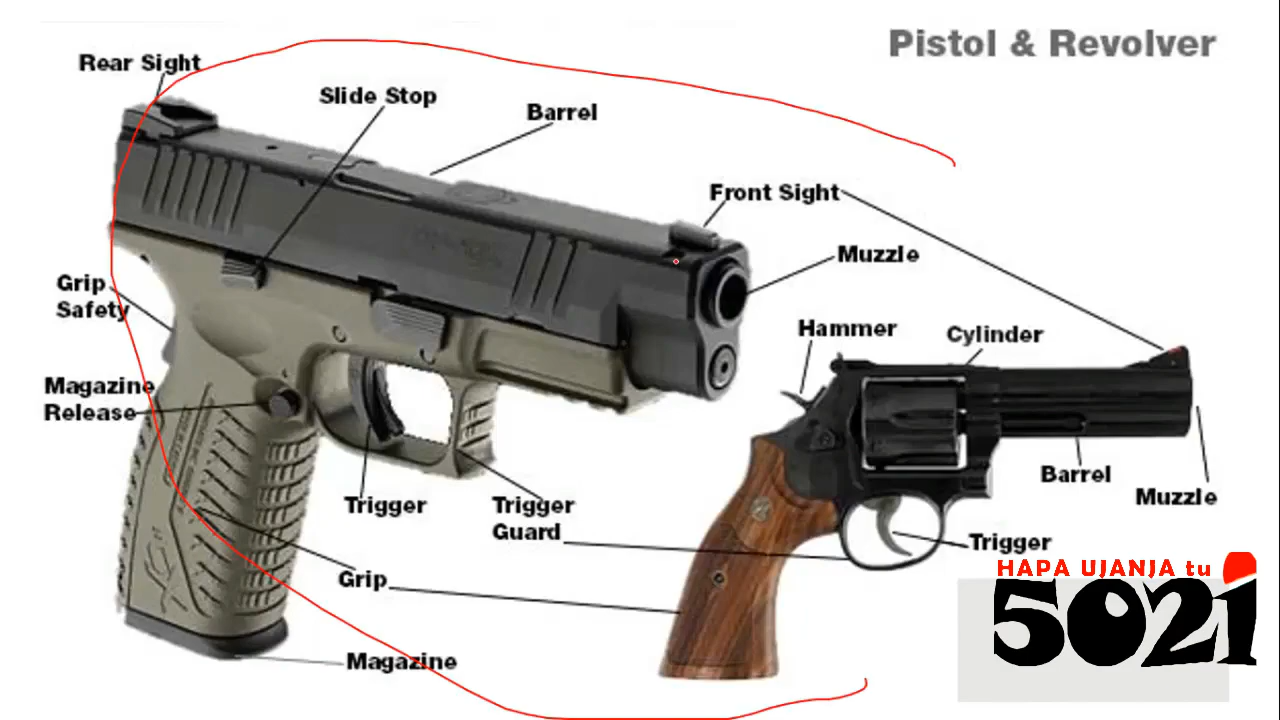 Pistol & Revolver
Rear Sight
Slide Stop
Barrel
Front Sight
Muzzle
Grip
Safety
Hammer
Cylinder
Magazine
Release
Barrel
Muzzle
Trigger
Trigger
Guard
Trigger
Grip
Magazine
HAPA UJANJA tu
5021